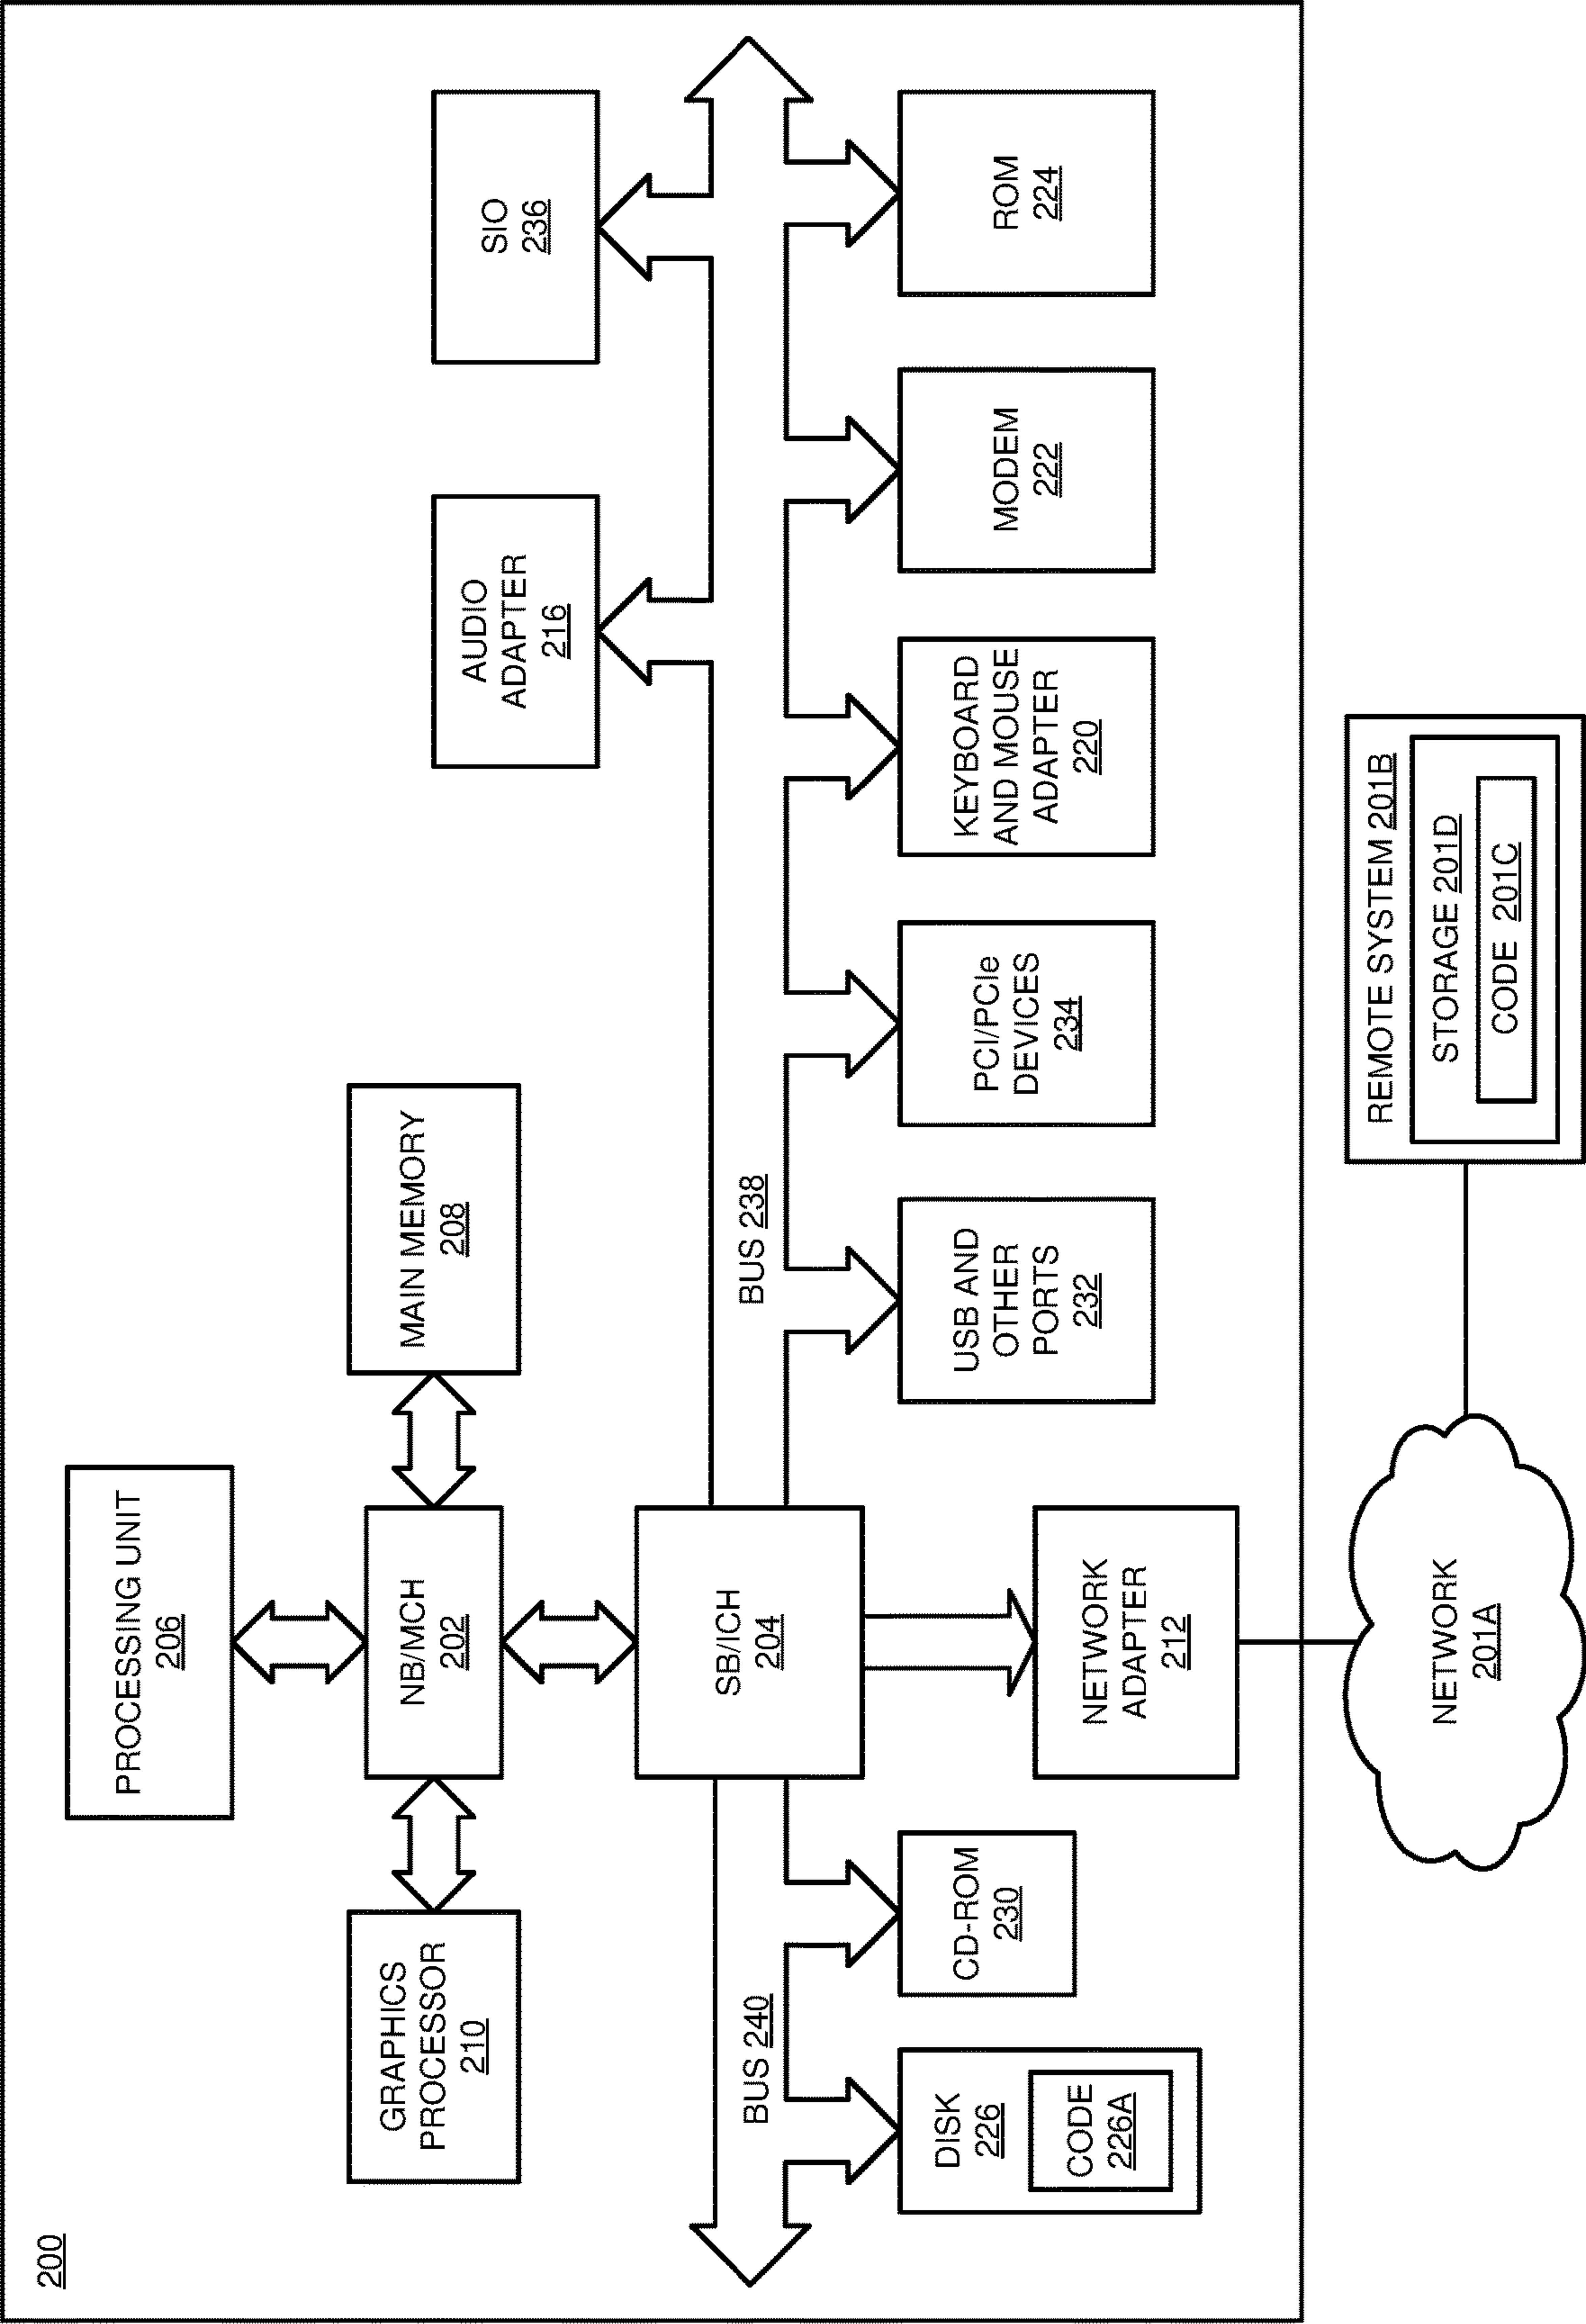 200
PROCESSING UNIT
206
GRAPHICS
PROCESSOR
210
NB/MCH
202
MAIN MEMORY
208
AUDIO
ADAPTER
216
SIO
236
SB/ICH
204
BUS 240
BUS 238
DISK
226
CODE
226A
CD-ROM
230
USB AND
OTHER
PORTS
232
PCI/PCIe
DEVICES
234
KEYBOARD
AND MOUSE
ADAPTER
220
MODEM
222
ROM
224
NETWORK
ADAPTER
212
NETWORK
201A
REMOTE SYSTEM 201B
STORAGE 201D
CODE 201C